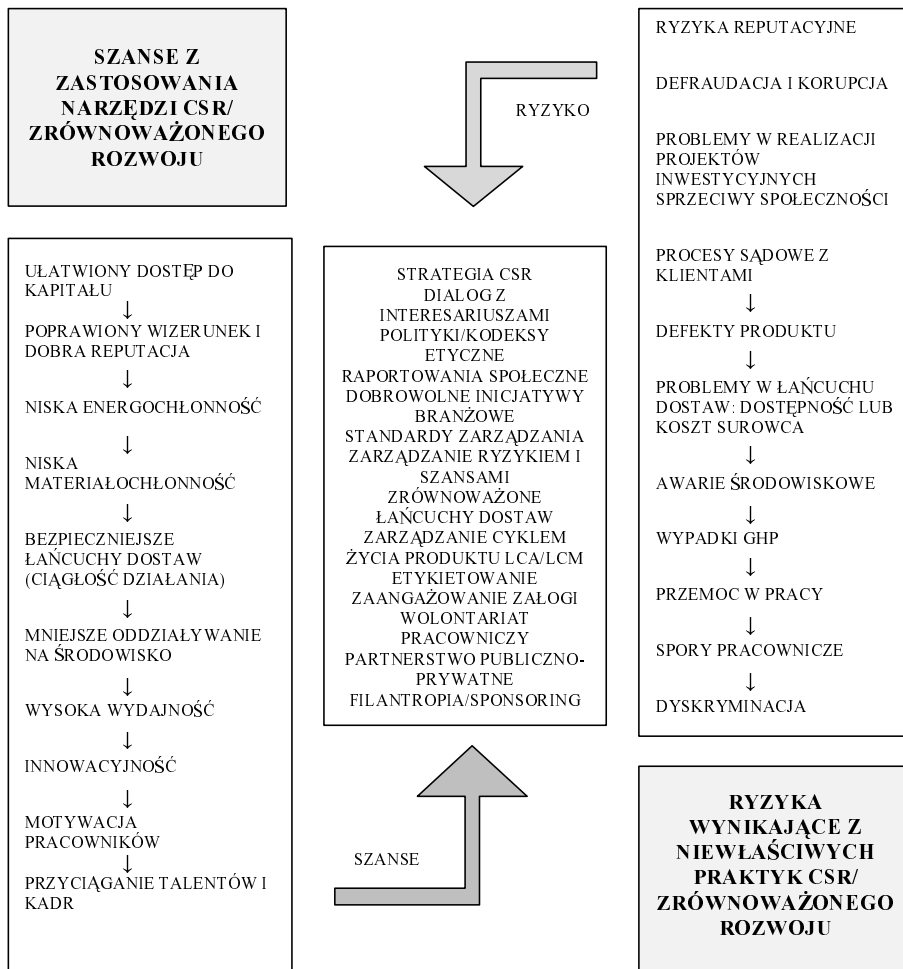 SZANSE Z
ZASTOSOWANIA
NARZĘDZI CSR/
ZRÓWNOWAŻONEGO
ROZWOJU
UŁATWIONY DOSTĘP DO
KAPITAŁU
↓
POPRAWIONY WIZERUNEK I
DOBRA REPUTACJA
↓
NISKA ENERGOCHŁONNOŚĆ
↓
NISKA
MATERIAŁOCHŁONNOŚĆ
↓
BEZPIECZNIEJSZE
ŁAŃCUCHY DOSTAW
(CIĄGŁOŚĆ DZIAŁANIA)
↓
MNIEJSZE ODDZIAŁYWANIE
NA ŚRODOWISKO
↓
WYSOKA WYDAJNOŚĆ
↓
INNOWACYJNOŚĆ
↓
MOTYWACJA
PRACOWNIKÓW
↓
PRZYCIĄGANIE TALENTÓW I
KADR
RYZYKO
STRATEGIA CSR
DIALOG Z
INTERESARIUSZAMI
POLITYKI/KODEKSY
ETYCZNE
RAPORTOWANIA SPOŁECZNE
DOBROWOLNE INICJATYWY
BRANŻOWE
STANDARDY ZARZĄDZANIA
ZARZĄDZANIE RYZYKIEM I
SZANSAMI
ZRÓWNOWAŻONE
ŁAŃCUCHY DOSTAW
ZARZĄDZANIE CYKLEM
ŻYCIA PRODUKTU LCA/LCM
ETYKIETOWANIE
ZAANGAŻOWANIE ZAŁOGI
WOLONTARIAT
PRACOWNICZY
PARTNERSTWO PUBLICZNO-
PRYWATNE
FILANTROPIA/SPONSORING
SZANSE
RYZYKA REPUTACYJNE
DEFRAUDACJA I KORUPCJA
PROBLEMY W REALIZACJI
PROJEKTÓW
INWESTYCYJNYCH
SPRZECIWY SPOŁECZNOŚCI
PROCESY SĄDOWE Z
KLIENTAMI
↓
DEFEKTY PRODUKTU
↓
PROBLEMY W ŁAŃCUCHU
DOSTAW: DOSTĘPNOŚĆ LUB
KOSZT SUROWCA
↓
AWARIE ŚRODOWISKOWE
↓
WYPADKI GHP
↓
PRZEMOC W PRACY
↓
SPORY PRACOWNICZE
↓
DYSKRYMINACJA
RYZYKA
WYNIKAJĄCE Z
NIEWŁAŚCIWYCH
PRAKTYK CSR/
ZRÓWNOWAŻONEGO
ROZWOJU